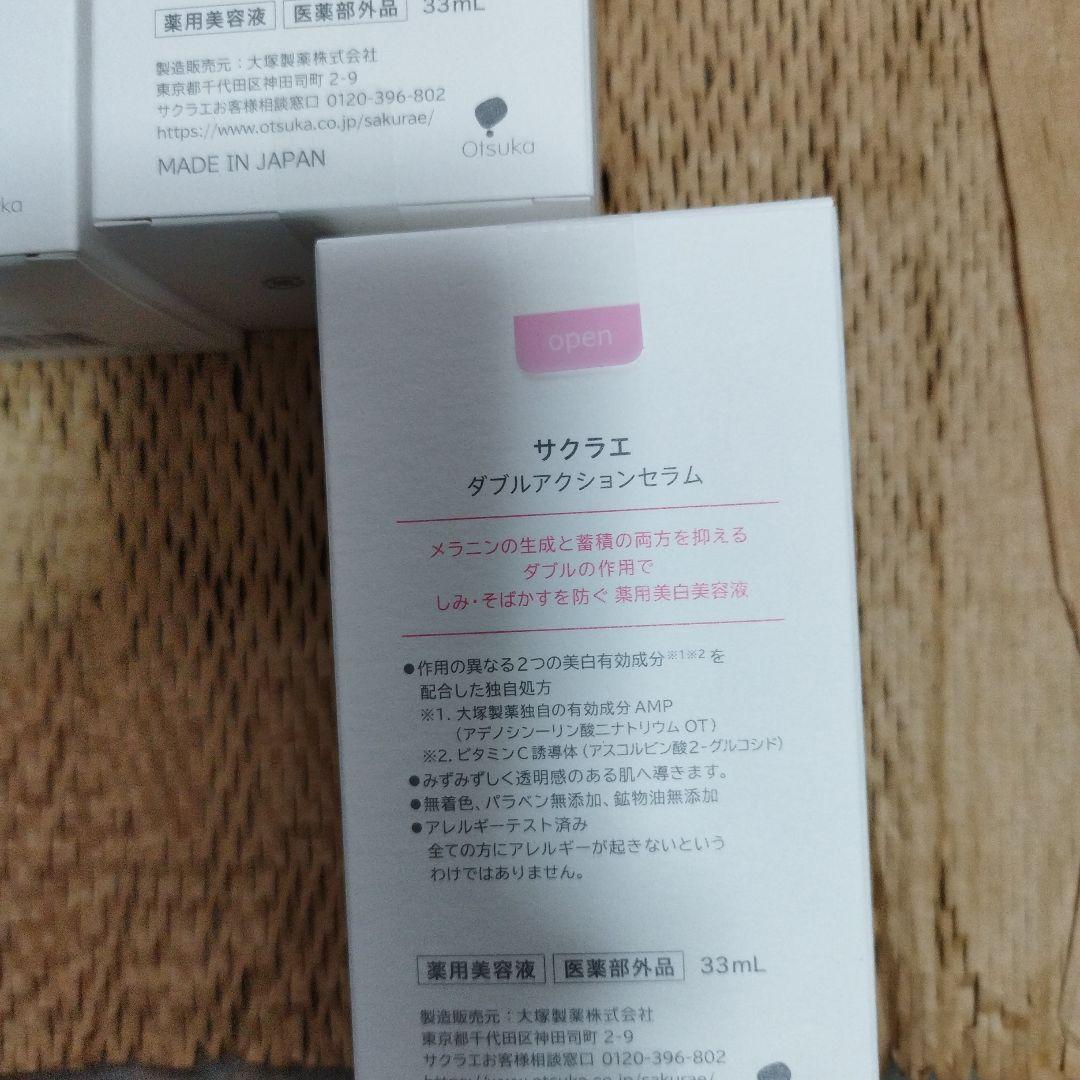 薬用美容液 医薬部外品 33mL
製造販売元：大塚製薬株式会社
東京都千代田区神田司町 2-9
サクラエお客様相談窓口 0120-396-802
https://www.otsuka.co.jp/sakurae/
MADE IN JAPAN
Otsuka
ka
open
サクラエ
ダブルアクションセラム
メラニンの生成と蓄積の両方を抑える
ダブルの作用で
しみ・そばかすを防ぐ 薬用美白美容液
●作用の異なる2つの美白有効成分※1※2を
配合した独自処方
※1. 大塚製薬独自の有効成分 AMP
（アデノシン一リン酸二ナトリウム OT）
※2. ビタミンC誘導体（アスコルビン酸2-グルコシド）
●みずみずしく透明感のある肌へ導きます。
●無着色、パラベン無添加、鉱物油無添加
●アレルギーテスト済み
全ての方にアレルギーが起きないという
わけではありません。
薬用美容液 医薬部外品 33mL
製造販売元：大塚製薬株式会社
東京都千代田区神田司町 2-9
サクラエお客様相談窓口 0120-396-802
https://www.otsuka.co.jp/sakurae/